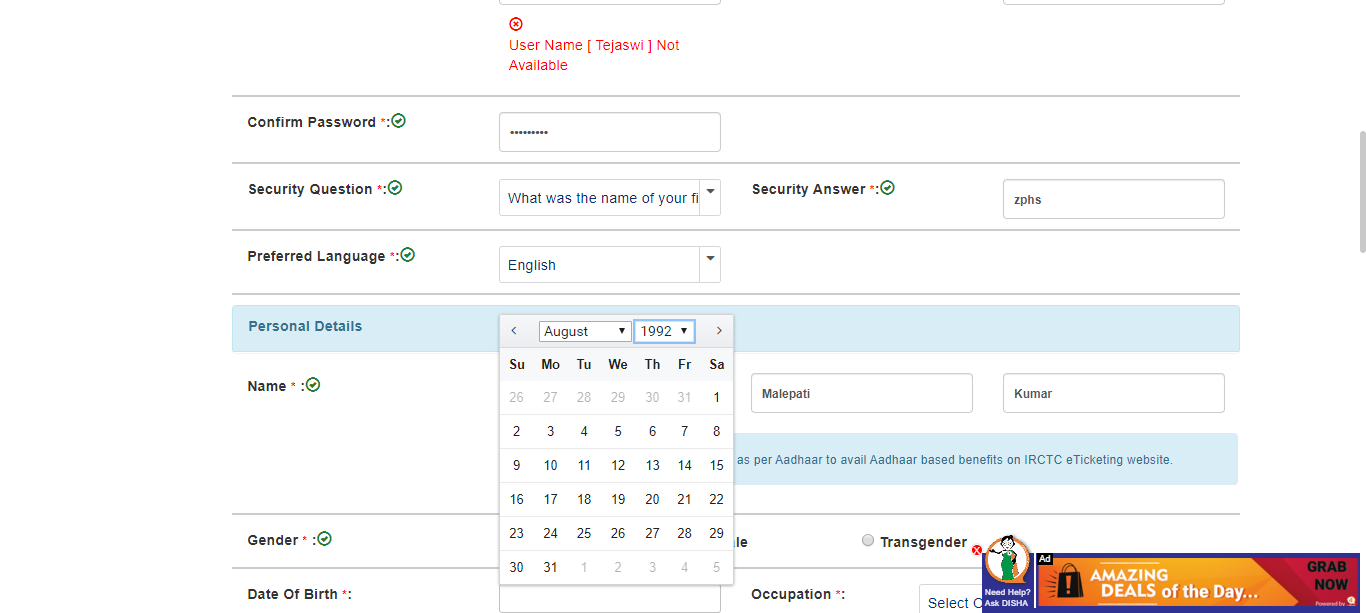 User Name [ Tejaswi ] Not
Available
Confirm Password *:
•••••••••
Security Question *:
What was the name of your fi
Security Answer *:
zphs
Preferred Language *:
English
Personal Details
August
1992
Su Mo Tu We Th Fr Sa
26 27 28 29 30 31 1
2 3 4 5 6 7 8
9 10 11 12 13 14 15
16 17 18 19 20 21 22
23 24 25 26 27 28 29
30 31 1 2 3 4 5
Name * :
Malepati
Kumar
as per Aadhaar to avail Aadhaar based benefits on IRCTC eTicketing website.
Gender * :
le
Transgender
Date Of Birth *:
Occupation *:
Select
Need Help?
Ask DISHA
Ad
AMAZING
DEALS of the Day...
GRAB
NOW
Powered by